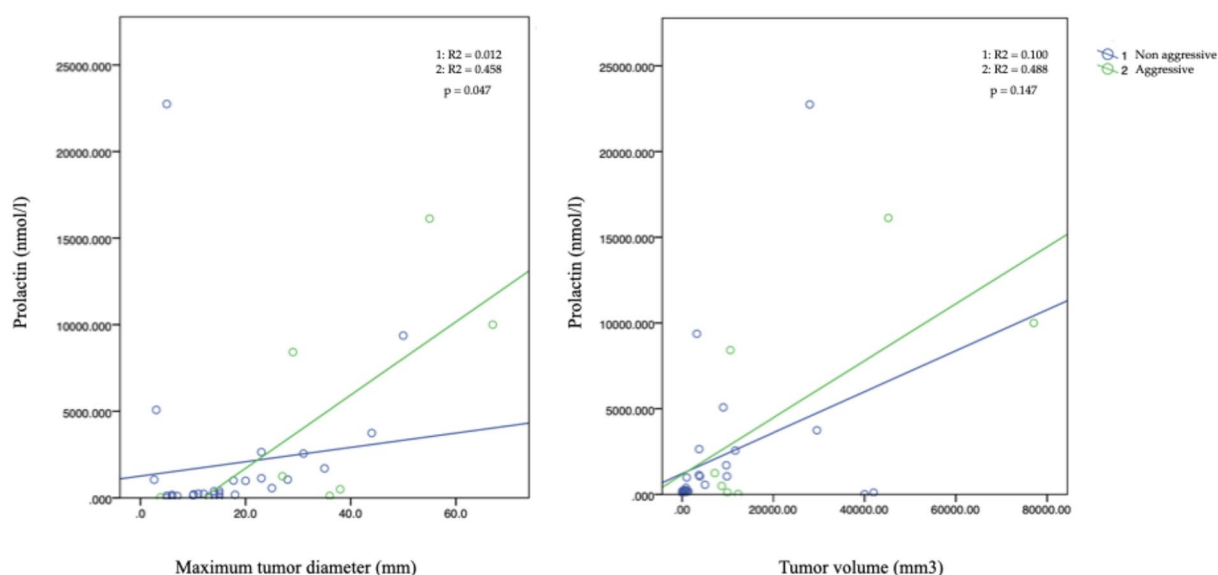 1: R2 = 0.012
2: R2 = 0.458
p = 0.047
25000.000
20000.000
15000.000
10000.000
5000.000
.000
.0
20.0
40.0
60.0
Prolactin (nmol/l)
Maximum tumor diameter (mm)
1: R2 = 0.100
2: R2 = 0.488
p = 0.147
25000.000
20000.000
15000.000
10000.000
5000.000
.000
.00
20000.00
40000.00
60000.00
80000.00
Prolactin (nmol/l)
Tumor volume (mm3)
1 Non aggressive
2 Aggressive